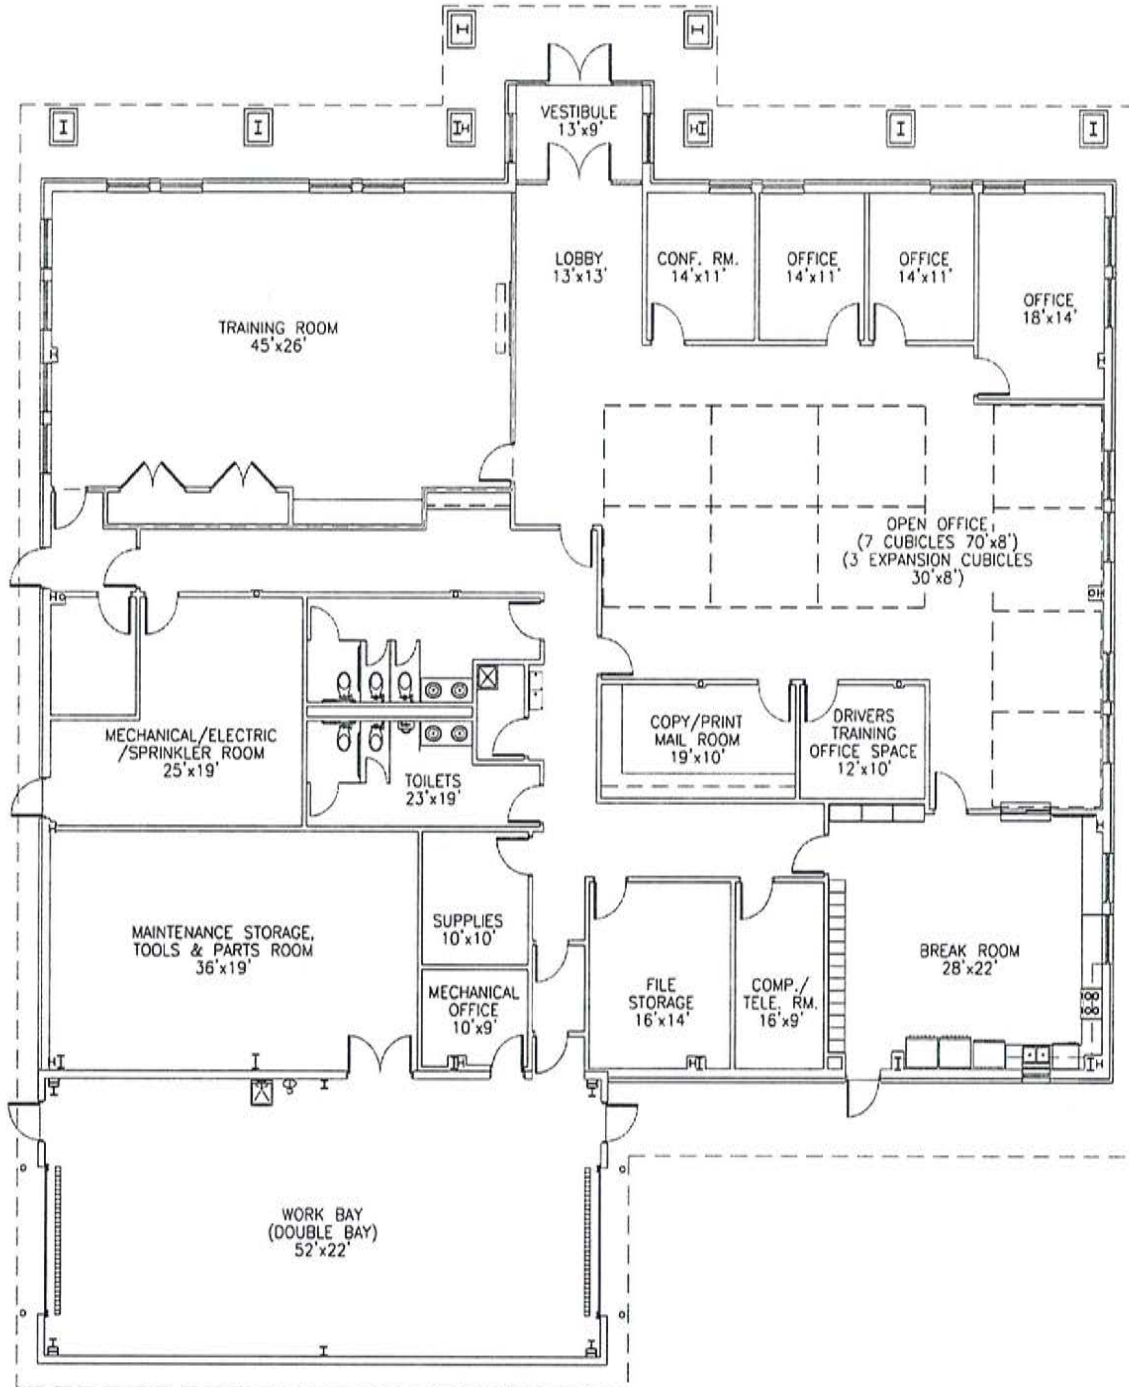 VESTIBULE
13'x9'
LOBBY
13'x13'
CONF. RM.
14'x11'
OFFICE
14'x11'
OFFICE
14'x11'
OFFICE
18'x14'
TRAINING ROOM
45'x26'
OPEN OFFICE
(7 CUBICLES 70'x8')
(3 EXPANSION CUBICLES
30'x8')
MECHANICAL/ELECTRIC
/SPRINKLER ROOM
25'x19'
TOILETS
23'x19'
COPY/PRINT
MAIL ROOM
19'x10'
DRIVERS
TRAINING
OFFICE SPACE
12'x10'
MAINTENANCE STORAGE,
TOOLS & PARTS ROOM
36'x19'
SUPPLIES
10'x10'
MECHANICAL
OFFICE
10'x9'
FILE
STORAGE
16'x14'
COMP./
TELE. RM.
16'x9'
BREAK ROOM
28'x22'
WORK BAY
(DOUBLE BAY)
52'x22'